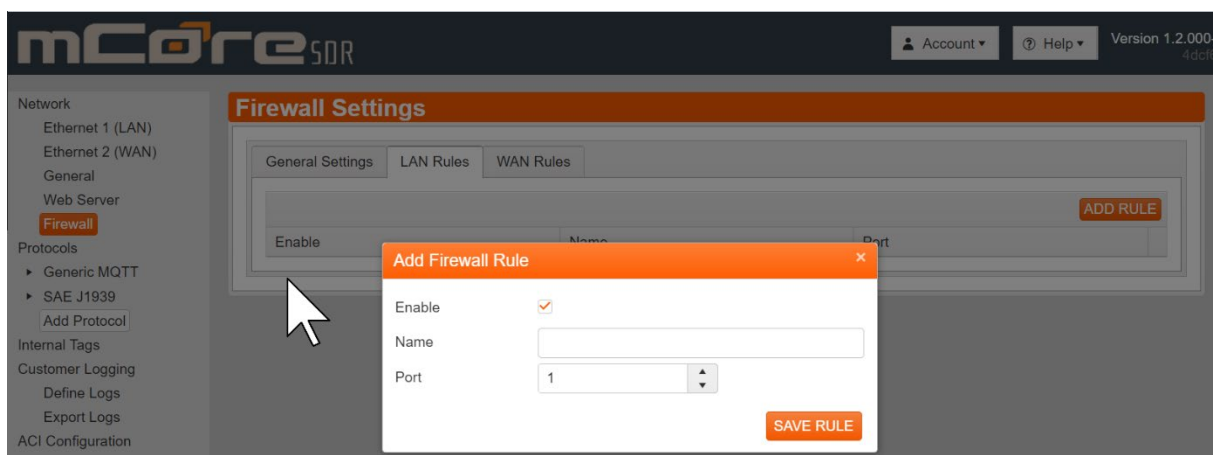 mCore SDR
Account
Help
Version 1.2.000-
Network
Ethernet 1 (LAN)
Ethernet 2 (WAN)
General
Web Server
Firewall
Protocols
Generic MQTT
SAE J1939
Add Protocol
Internal Tags
Customer Logging
Define Logs
Export Logs
ACI Configuration
Firewall Settings
General Settings LAN Rules WAN Rules
ADD RULE
Enable Name Port
Add Firewall Rule ×
Enable
Name
Port 1
SAVE RULE